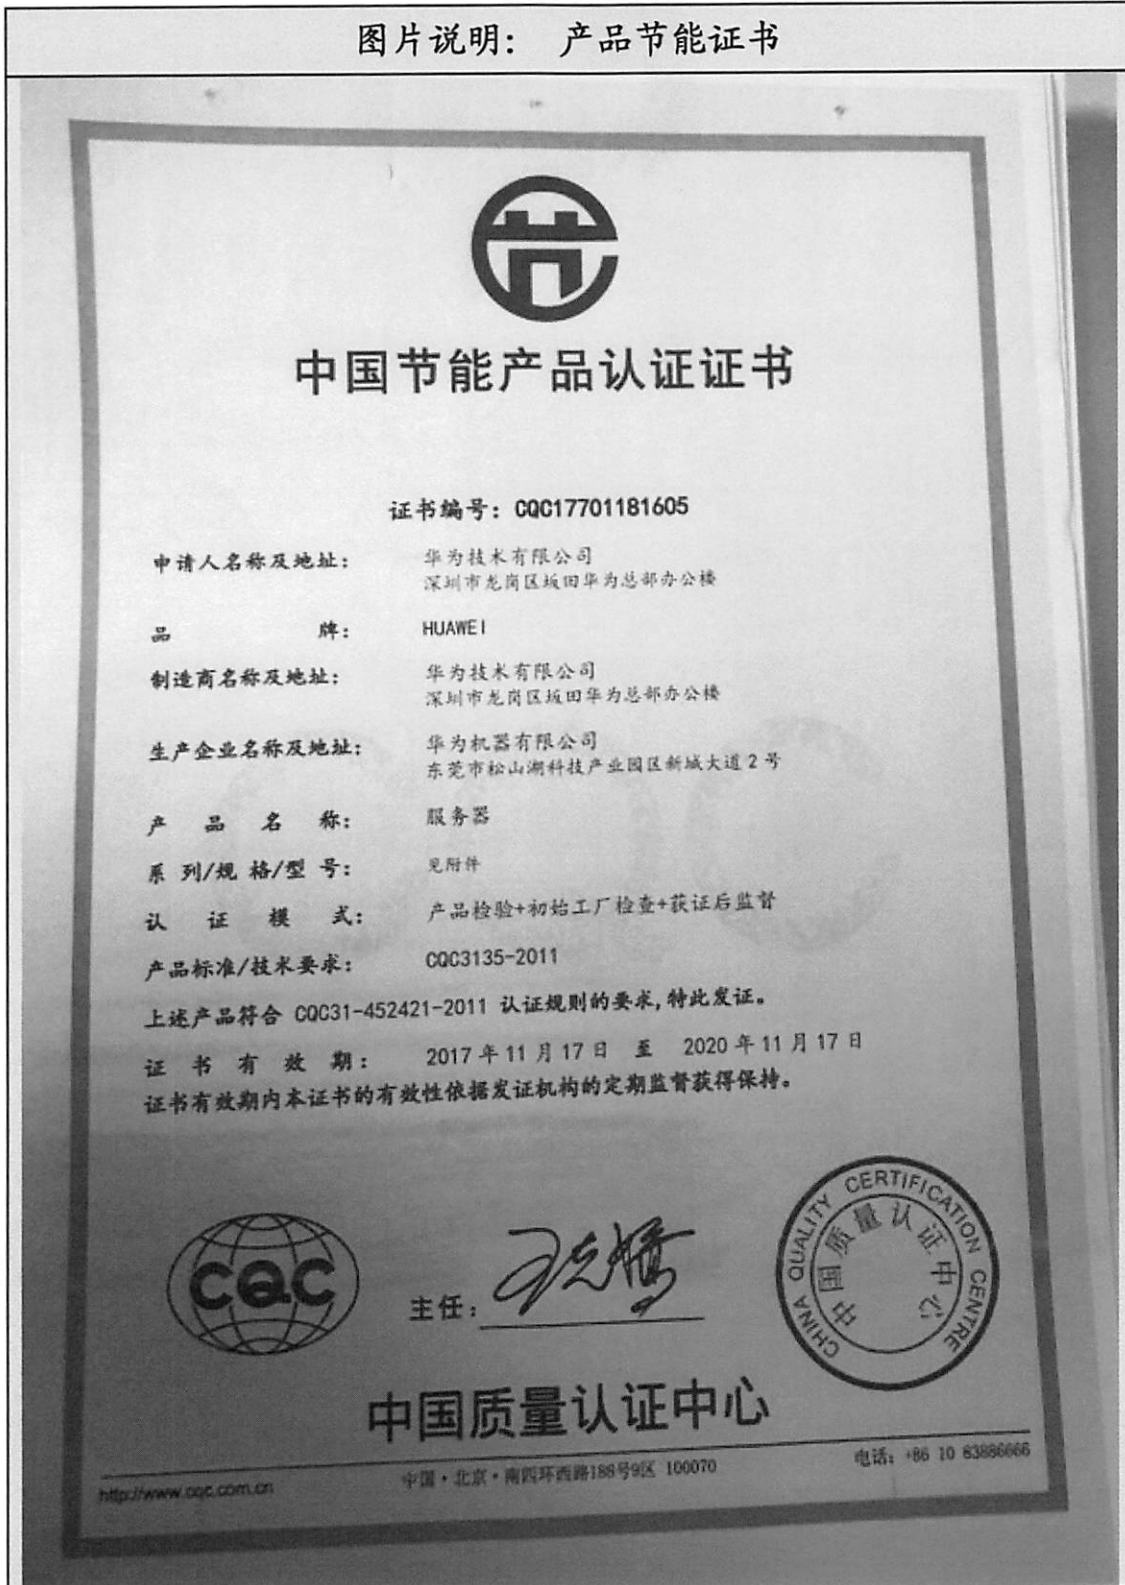 图片说明： 产品节能证书
中国节能产品认证证书
证书编号：CQC17701181605
申请人名称及地址： 华为技术有限公司
深圳市龙岗区坂田华为总部办公楼
品 牌： HUAWEI
制造商名称及地址： 华为技术有限公司
深圳市龙岗区坂田华为总部办公楼
生产企业名称及地址： 华为机器有限公司
东莞市松山湖科技产业园区新城大道 2 号
产 品 名 称： 服务器
系 列/规 格/型 号： 见附件
认 证 模 式： 产品检验+初始工厂检查+获证后监督
产品标准/技术要求： CQC3135-2011
上述产品符合 CQC31-452421-2011 认证规则的要求,特此发证。
证 书 有 效 期： 2017 年 11 月 17 日 至 2020 年 11 月 17 日
证书有效期内本证书的有效性依据发证机构的定期监督获得保持。
CQC
主任：
CHINA QUALITY CERTIFICATION CENTRE
中国质量认证中心
中国质量认证中心
http://www.cqc.com.cn
中国·北京·南四环西路188号9区 100070
电话：+86 10 83886666